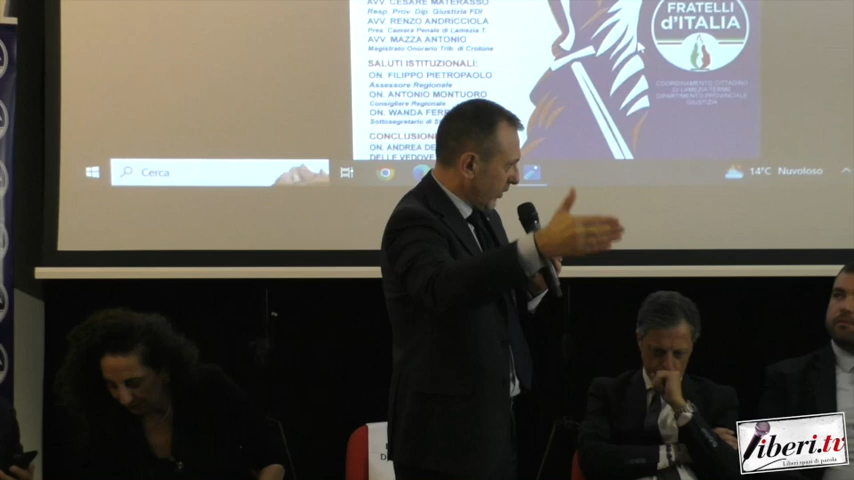 AVV. CESARE MATERASSO
Resp. Prov. Dip. Giustizia FDI
AVV. RENZO ANDRICCIOLA
Pres. Camera Penale di Lamezia T.
AVV. MAZZA ANTONIO
Magistrato Onorario Trib. di Crotone
SALUTI ISTITUZIONALI:
ON. FILIPPO PIETROPAOLO
Assessore Regionale
ON. ANTONIO MONTUORO
Consigliere Regionale
ON. WANDA FERR
Sottosegretario di S
CONCLUSIONE
ON. ANDREA DE
DELLE VEDOVE
FRATELLI
d'ITALIA
COORDINAMENTO CITTADINO
DI LAMEZIA TERME
DIPARTIMENTO PROVINCIALE
GIUSTIZIA
Cerca
14°C Nuvoloso
liberi.tv
Liberi spazi di parola